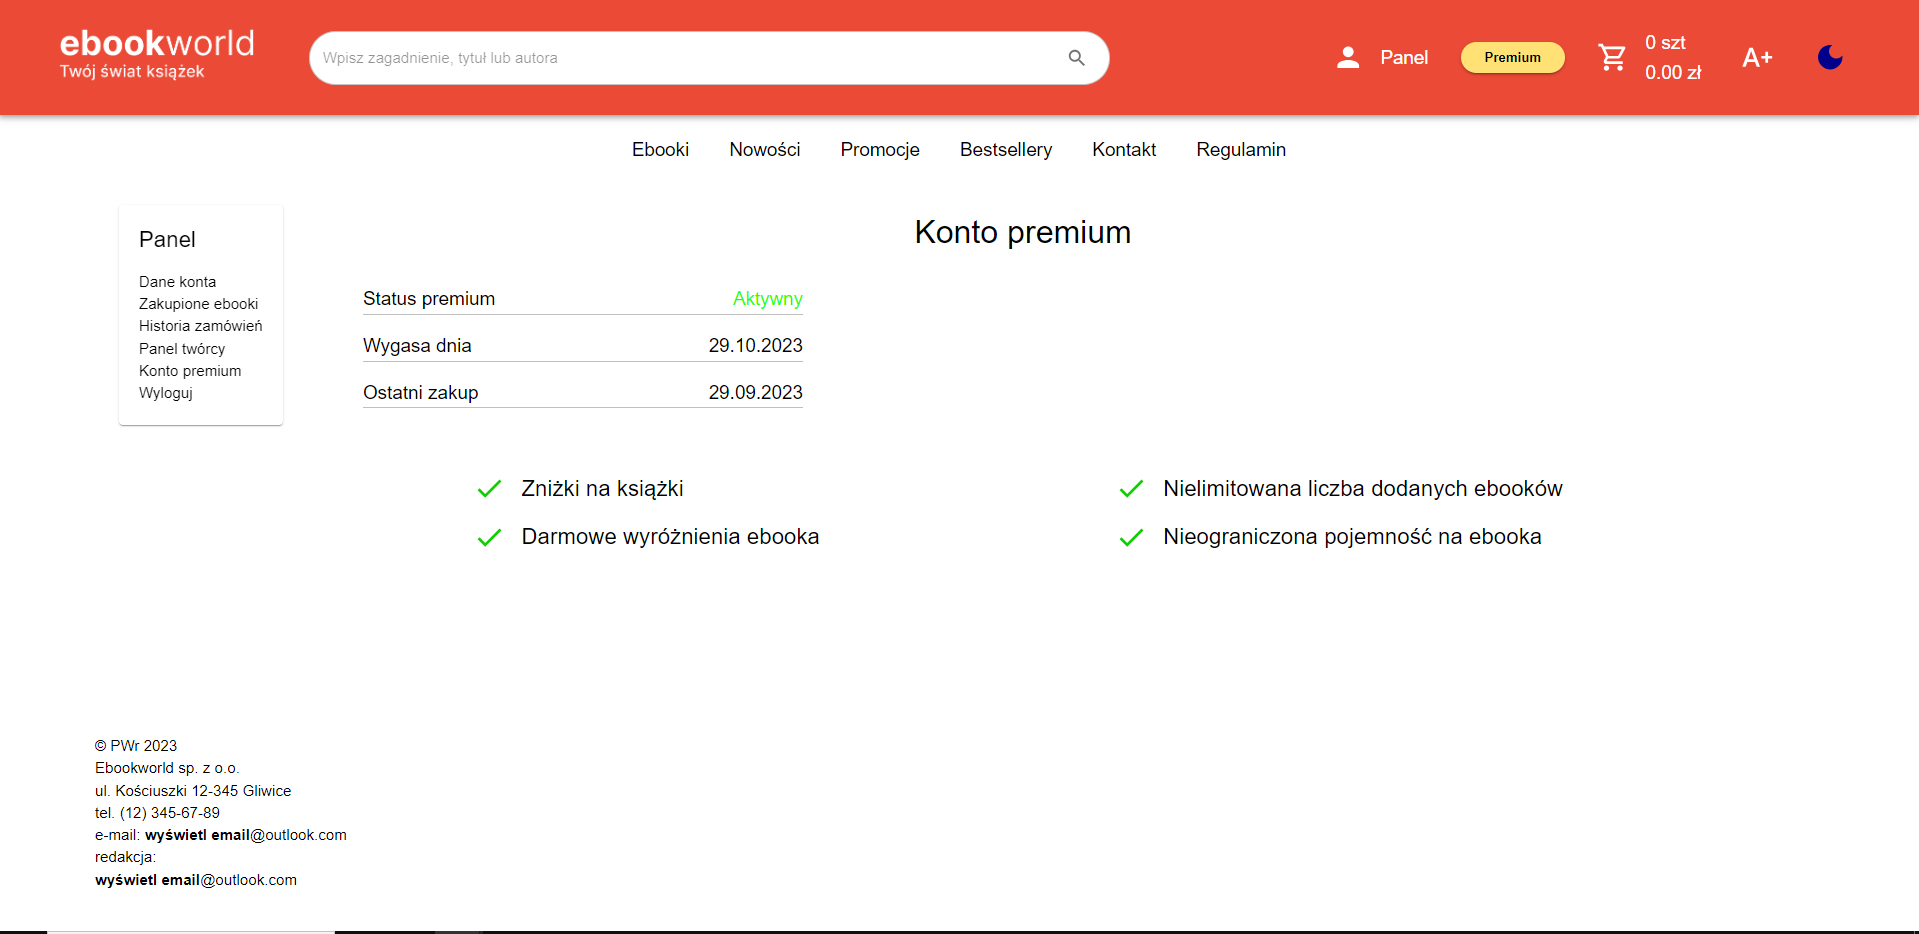 ebookworld
Twój świat książek
Wpisz zagadnienie, tytuł lub autora
Panel
Premium
0 szt
0.00 zł
A+
Ebooki Nowości Promocje Bestsellery Kontakt Regulamin
Panel
Dane konta
Zakupione ebooki
Historia zamówień
Panel twórcy
Konto premium
Wyloguj
Konto premium
Status premium Aktywny
Wygasa dnia 29.10.2023
Ostatni zakup 29.09.2023
Zniżki na książki
Nielimitowana liczba dodanych ebooków
Darmowe wyróżnienia ebooka
Nieograniczona pojemność na ebooka
© PWr 2023
Ebookworld sp. z o.o.
ul. Kościuszki 12-345 Gliwice
tel. (12) 345-67-89
e-mail: wyświetl email@outlook.com
redakcja:
wyświetl email@outlook.com